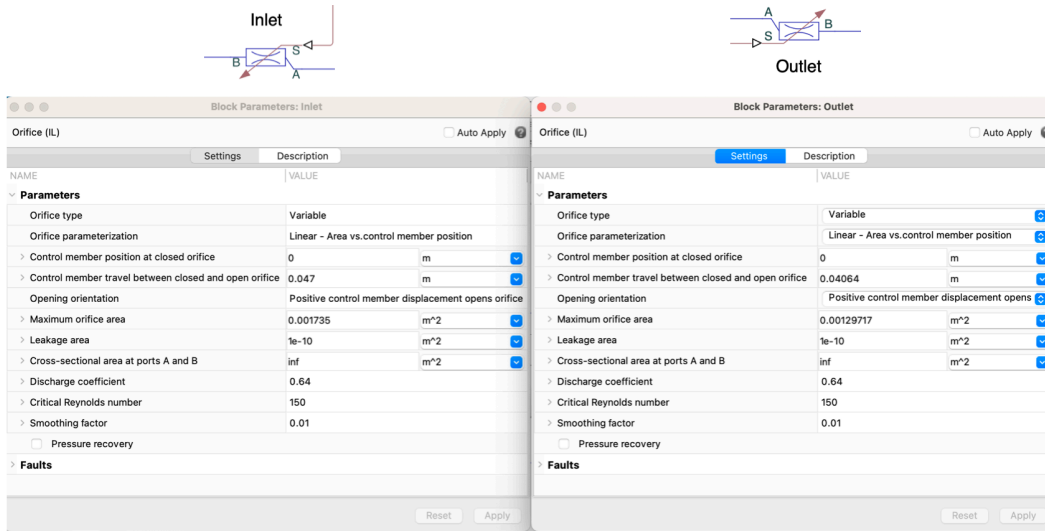 Inlet
S
B
A
A
S
B
Outlet
Block Parameters: Inlet
Orifice (IL)
Auto Apply
?
Settings
Description
NAME
VALUE
Parameters
Orifice type
Variable
Orifice parameterization
Linear - Area vs.control member position
Control member position at closed orifice
0
m
Control member travel between closed and open orifice
0.047
m
Opening orientation
Positive control member displacement opens orifice
Maximum orifice area
0.001735
m^2
Leakage area
1e-10
m^2
Cross-sectional area at ports A and B
inf
m^2
Discharge coefficient
0.64
Critical Reynolds number
150
Smoothing factor
0.01
Pressure recovery
Faults
Reset
Apply
Block Parameters: Outlet
Orifice (IL)
Auto Apply
Settings
Description
NAME
VALUE
Parameters
Orifice type
Variable
Orifice parameterization
Linear - Area vs.control member position
Control member position at closed orifice
0
m
Control member travel between closed and open orifice
0.04064
m
Opening orientation
Positive control member displacement opens
Maximum orifice area
0.00129717
m^2
Leakage area
1e-10
m^2
Cross-sectional area at ports A and B
inf
m^2
Discharge coefficient
0.64
Critical Reynolds number
150
Smoothing factor
0.01
Pressure recovery
Faults
Reset
Apply